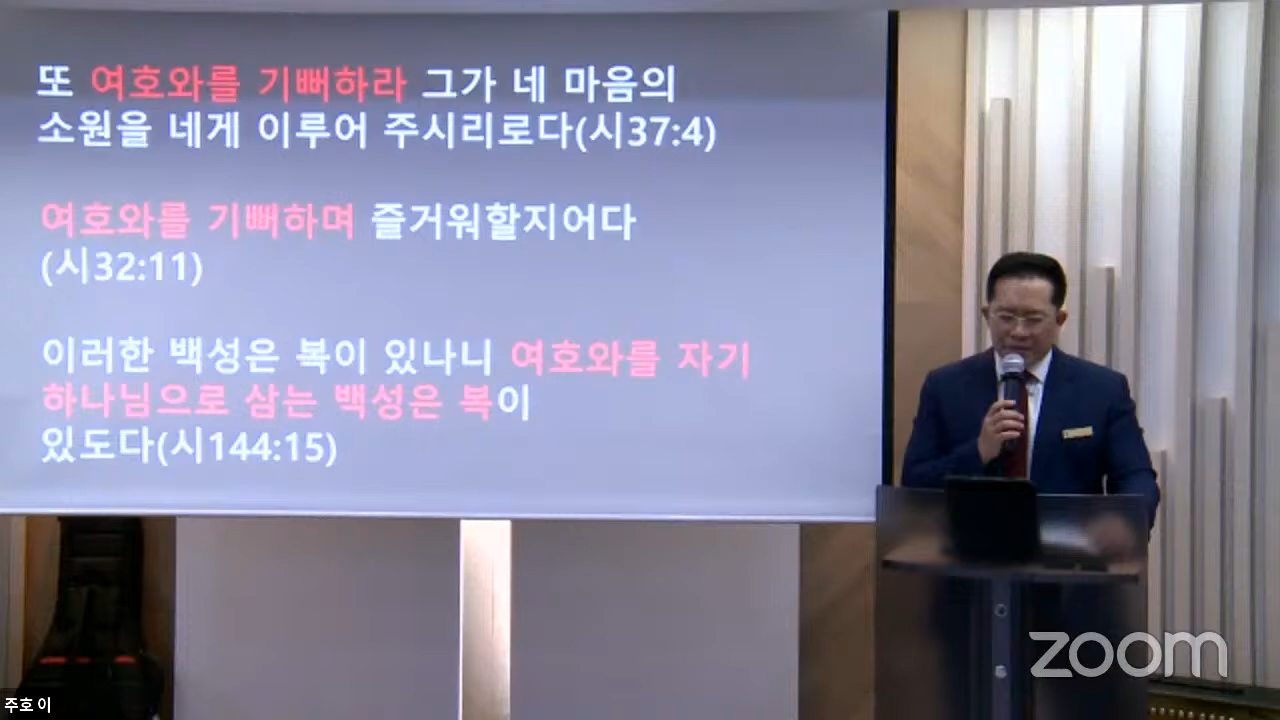 또 여호와를 기뻐하라 그가 네 마음의
소원을 네게 이루어 주시리로다(시37:4)
여호와를 기뻐하며 즐거워할지어다
(시32:11)
이러한 백성은 복이 있나니 여호와를 자기
하나님으로 삼는 백성은 복이
있도다(시144:15)
zoom
주호 이